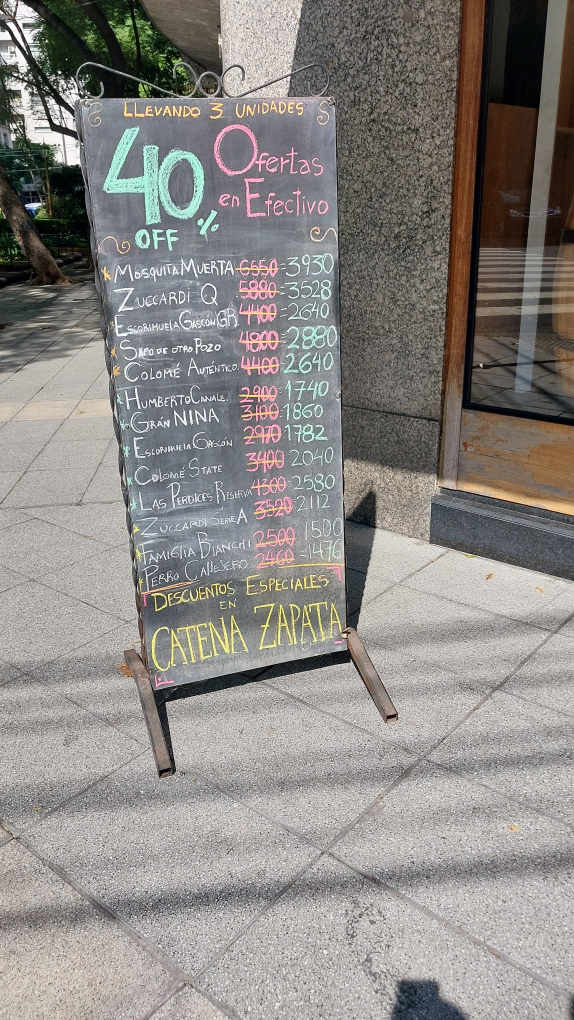 LLEVANDO 3 UNIDADES
40 % OFF
Ofertas
en Efectivo
MOSQUITA MUERTA 6550=3930
ZUCCARDI Q 5880=3528
ESCORIHUELA GASCÓN GR 4400=2640
SAPO DE OTRO POZO 4800=2880
COLOMÉ AUTÉNTICO. 4400=2640
HUMBERTO CANALE. 2900=1740
GRAN NINA 3100=1860
ESCORIHUELA GASCÓN 2970=1782
COLOMÉ STATE 3400=2040
LAS PERDICES RESERVA 4300=2580
ZUCCARDI SERIE A 3520=2112
FAMIGLIA BIANCHI 2500=1500
PERRO CALLEJERO 2460=1476
DESCUENTOS ESPECIALES
EN
CATENA ZAPATA